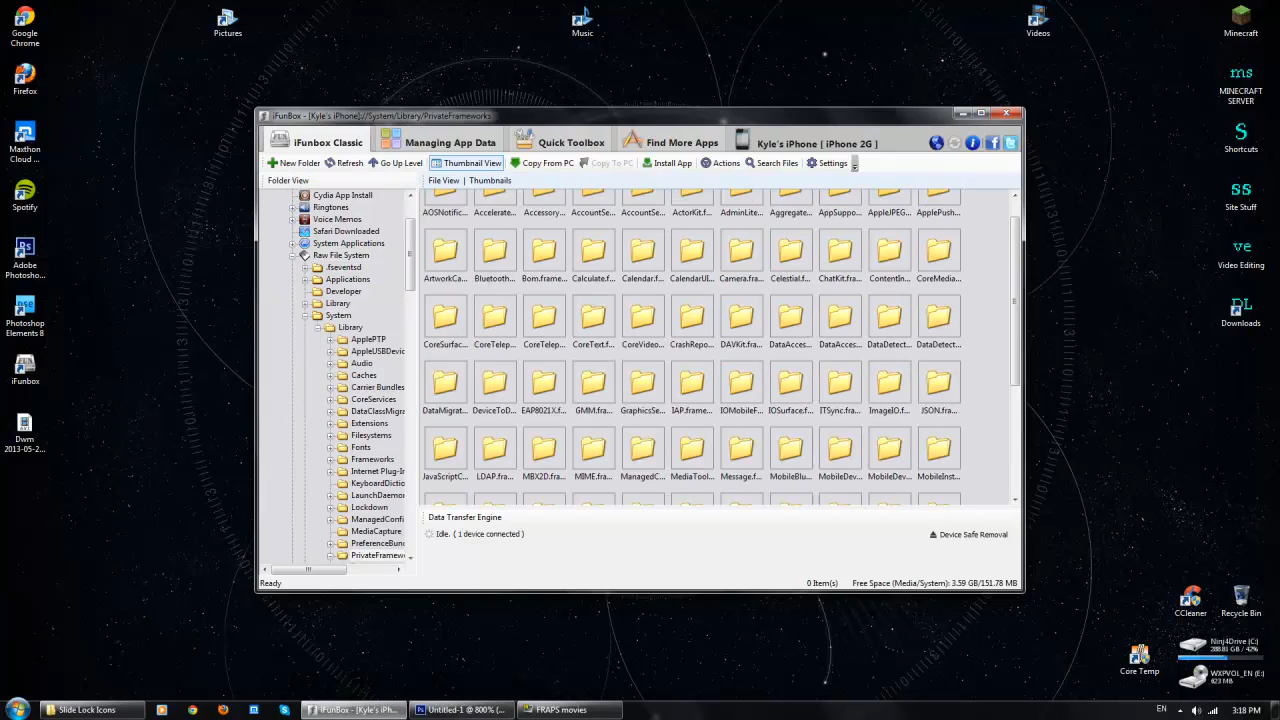 Google
Chrome
Firefox
Maxthon
Cloud ...
Spotify
Adobe
Photosho...
Photoshop
Elements 8
iFunbox
Dwm
2013-05-2...
Pictures
Music
Videos
Minecraft
ms
MINECRAFT
SERVER
S
Shortcuts
ss
Site Stuff
ve
Video Editing
DL
Downloads
iFunBox - [Kyle's iPhone]://System/Library/PrivateFrameworks
iFunbox Classic
Managing App Data
Quick Toolbox
Find More Apps
Kyle's iPhone [ iPhone 2G ]
New Folder
Refresh
Go Up Level
Thumbnail View
Copy From PC
Copy To PC
Install App
Actions
Search Files
Settings
Folder View
File View | Thumbnails
Cydia App Install
Ringtones
Voice Memos
Safari Downloaded
System Applications
Raw File System
.fseventsd
Applications
Developer
Library
System
Library
ApplePTP
AppleUSBDevic
Audio
Caches
Carrier Bundles
CoreServices
DataClassMigra
Extensions
Filesystems
Fonts
Frameworks
Internet Plug-In
KeyboardDictio
LaunchDaemon
Lockdown
ManagedConfi
MediaCapture
PreferenceBund
PrivateFramew
AOSNotific... Accelerate... Accessory... AccountSe... AccountSe... ActorKit.f... AdminLite... Aggregate... AppSuppo... AppleJPEG... ApplePush...
ArtworkCa... Bluetooth... Bom.frame... Calculate.f... Calendar.f... CalendarUI... Camera.fra... Celestial.f... ChatKit.fra... ContentIn... CoreMedia...
CoreSurfac... CoreTelep... CoreTelep... CoreText.f... CoreVideo... CrashRepo... DAVKit.fra... DataAcces... DataAcces... DataDetect... DataDetect...
DataMigrat... DeviceToD... EAP8021X.f... GMM.fra... GraphicsSe... IAP.frame... IOMobileF... IOSurface.f... ITSync.fra... ImageIO.f... JSON.fra...
JavaScriptC... LDAP.fra... MBX2D.fra... MIME.fra... ManagedC... MediaTool... Message.f... MobileBlu... MobileDev... MobileDev... MobileInst...
Data Transfer Engine
Idle. ( 1 device connected )
Device Safe Removal
Ready
0 Item(s)
Free Space (Media/System): 3.59 GB/151.78 MB
CCleaner
Recycle Bin
Core Temp
Ninj4Drive (C:)
288.81 GB / 42%
WXPVOL_EN (E:)
623 MB
Slide Lock Icons
iFunBox - [Kyle's iPh...
Untitled-1 @ 800% (...
FRAPS movies
EN
3:18 PM